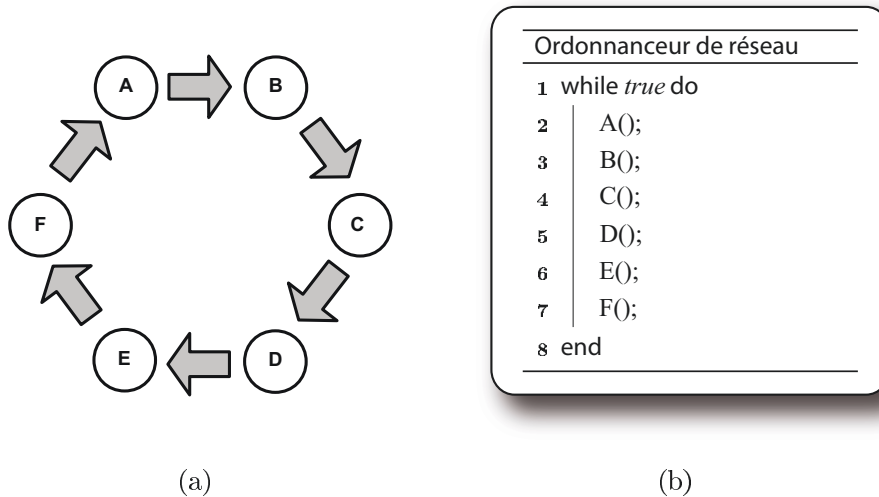 A
B
C
D
E
F
(a)
Ordonnanceur de réseau
1 while true do
2 A();
3 B();
4 C();
5 D();
6 E();
7 F();
8 end
(b)